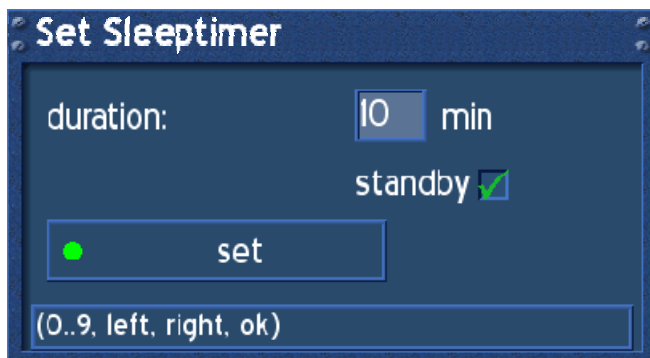 Set Sleeptimer
duration: 10 min
standby
set
(0..9, left, right, ok)